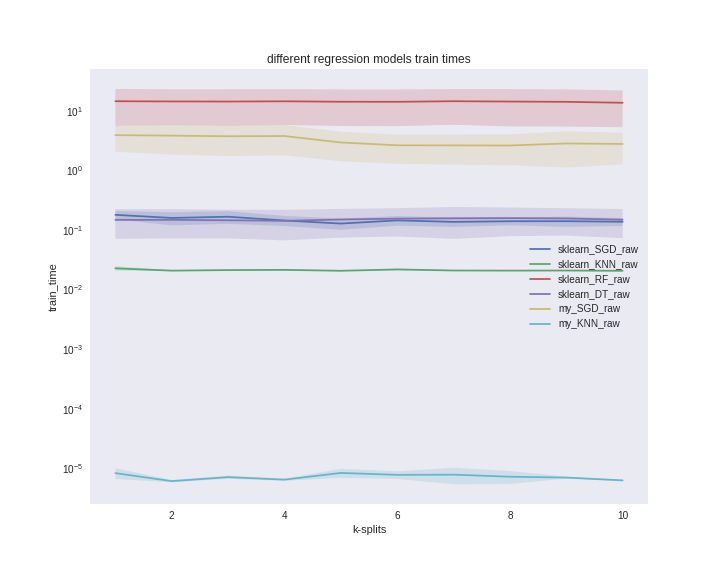 different regression models train times
train_time
10¹
10⁰
10⁻¹
10⁻²
10⁻³
10⁻⁴
10⁻⁵
sklearn_SGD_raw
sklearn_KNN_raw
sklearn_RF_raw
sklearn_DT_raw
my_SGD_raw
my_KNN_raw
2 4 6 8 10
k-splits